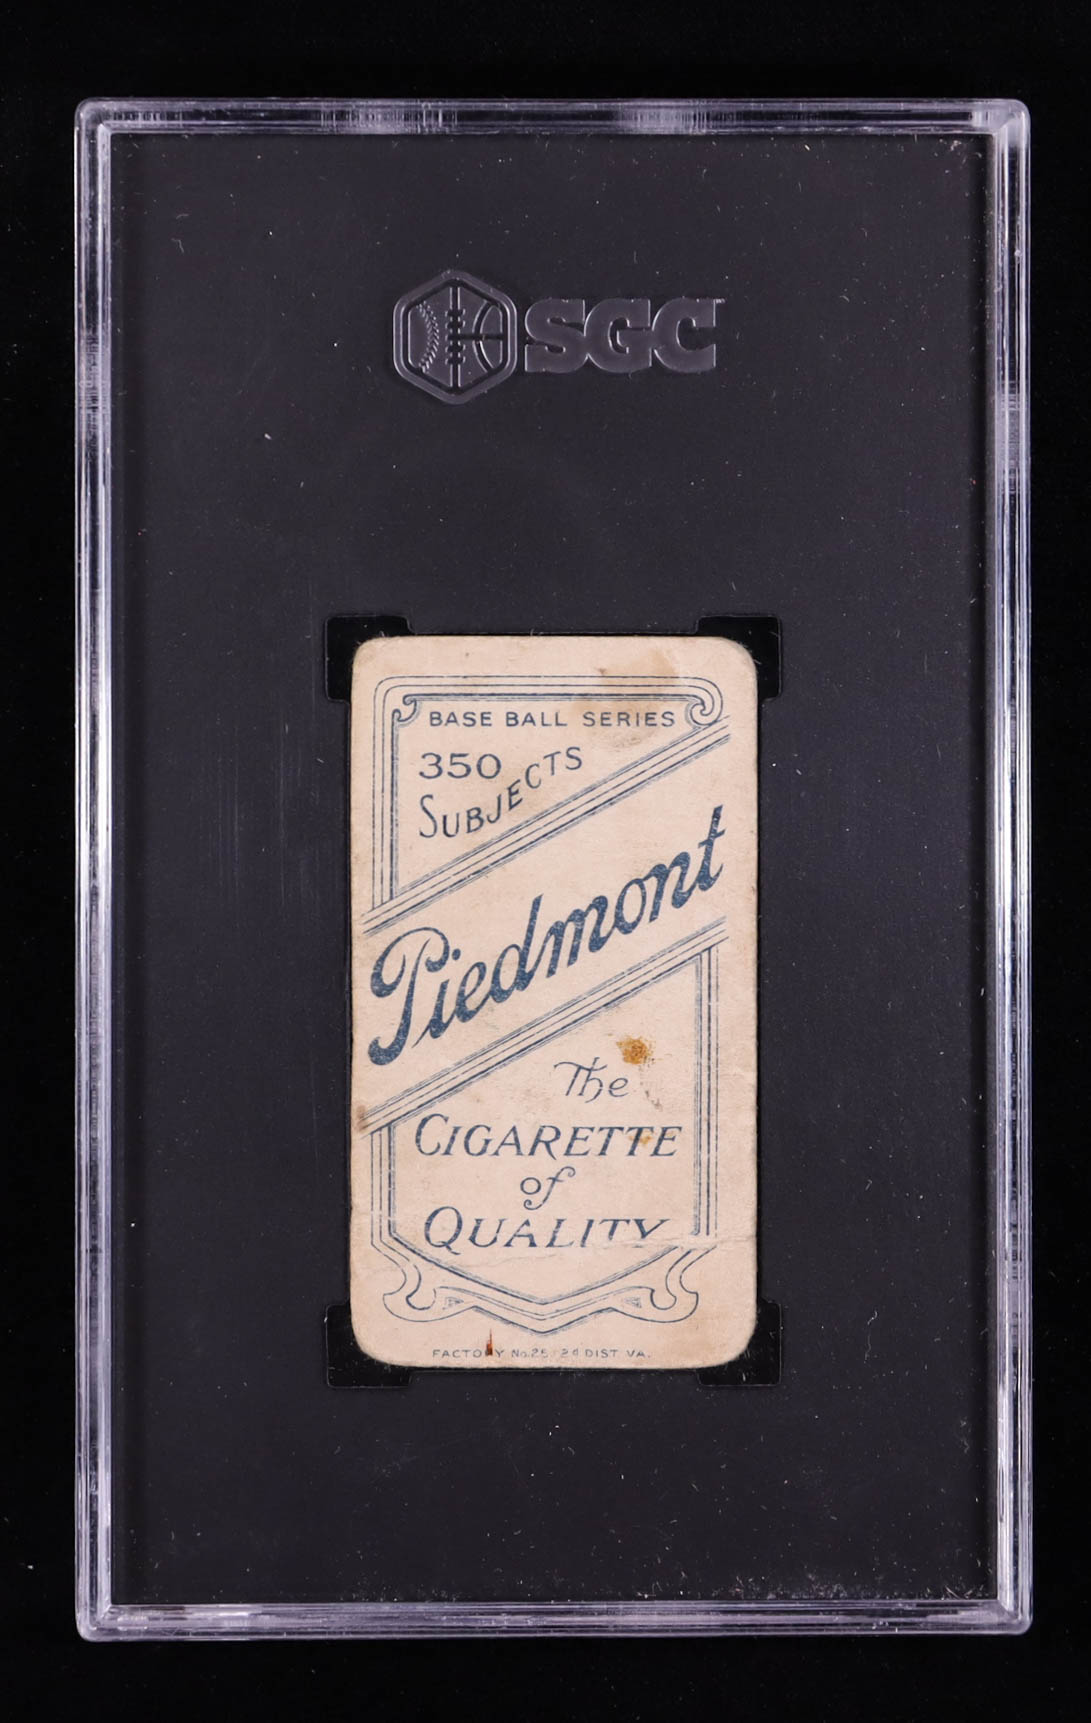 SGC
BASE BALL SERIES
350
SUBJECTS
Piedmont
The
CIGARETTE
of
QUALITY
FACTORY No. 25, 2d DIST. VA.